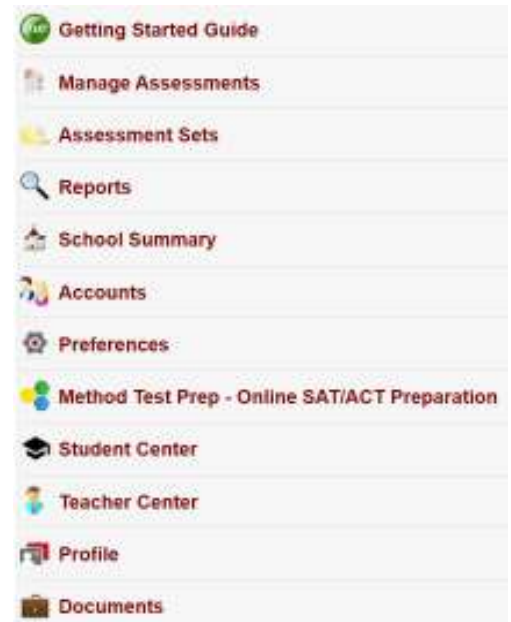 Getting Started Guide
Manage Assessments
Assessment Sets
Reports
School Summary
Accounts
Preferences
Method Test Prep - Online SAT/ACT Preparation
Student Center
Teacher Center
Profile
Documents